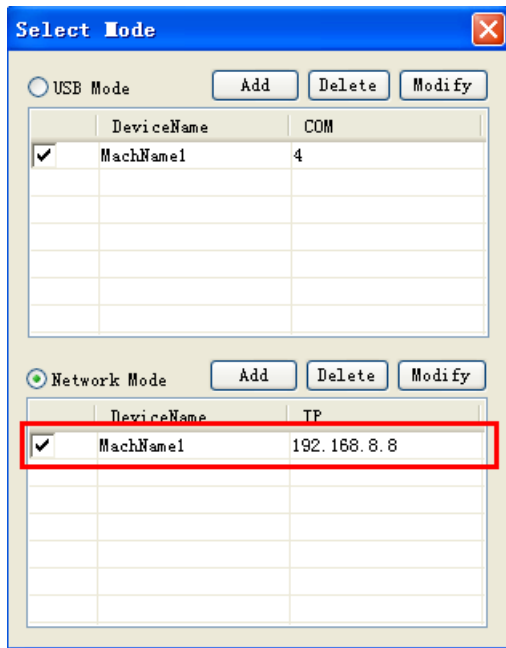 Select Mode
USB Mode Add Delete Modify
DeviceName COM
MachName1 4
Network Mode Add Delete Modify
DeviceName IP
MachName1 192.168.8.8